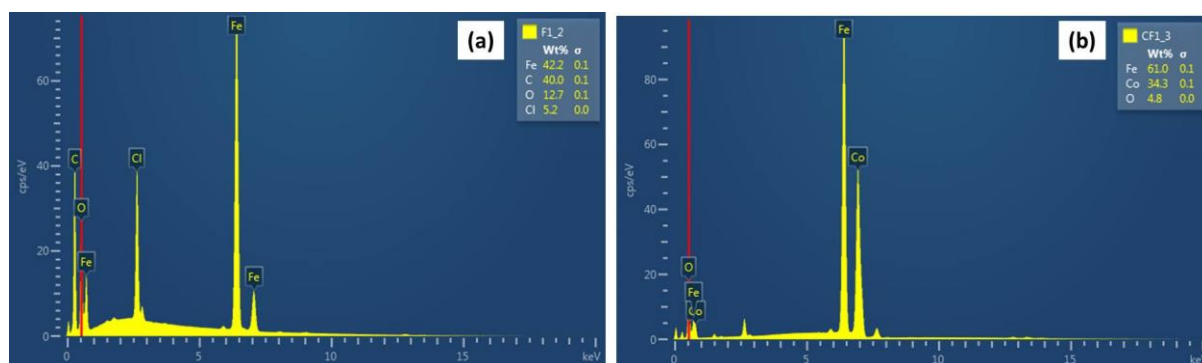 (a)
F1_2
Wt% σ
Fe 42.2 0.1
C 40.0 0.1
O 12.7 0.1
Cl 5.2 0.0
Fe
C
Cl
O
Fe
Fe
60
40
20
0
cps/eV
0 5 10 15 keV
(b)
CF1_3
Wt% σ
Fe 61.0 0.1
Co 34.3 0.1
O 4.8 0.0
Fe
Co
O
Fe
Co
80
60
40
20
0
cps/eV
0 5 10 15 keV